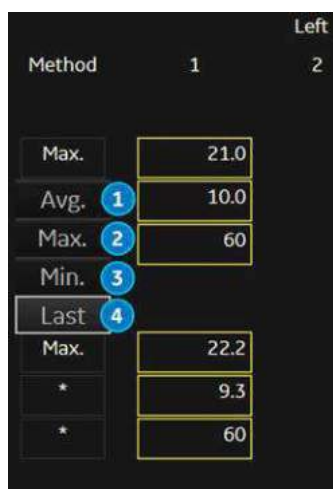 Left
Method 1 2
Max. 21.0
Avg. 1 10.0
Max. 2 60
Min. 3
Last 4
Max. 22.2
* 9.3
* 60